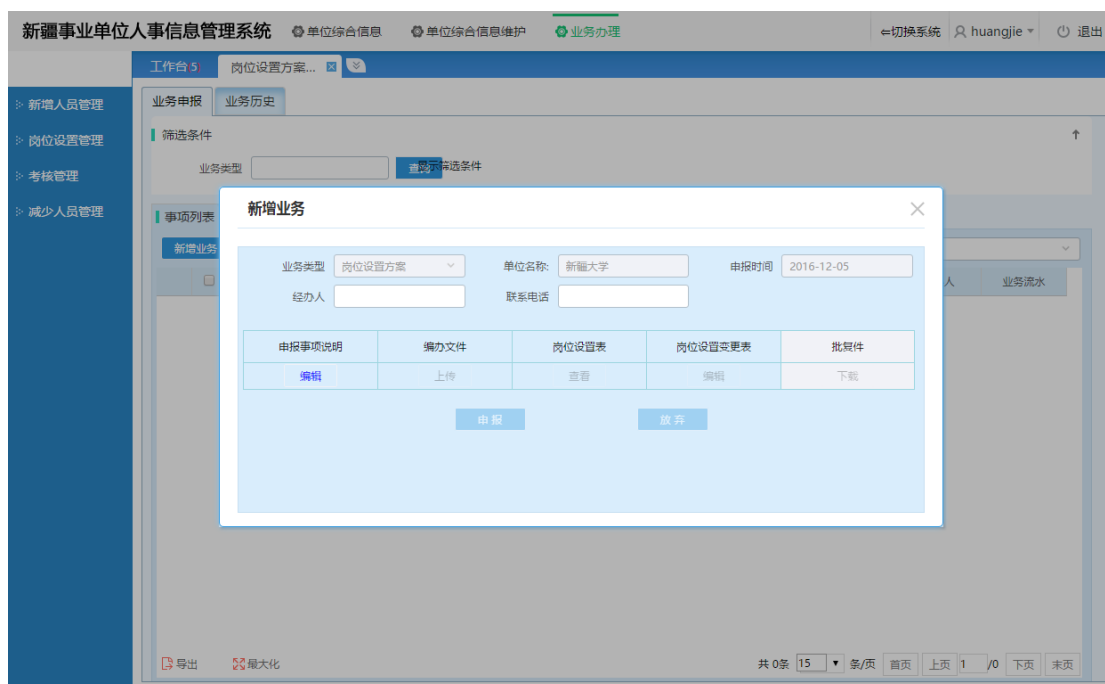 新疆事业单位人事信息管理系统 单位综合信息 单位综合信息维护 业务办理 ⇐切换系统 huangjie 退出
工作台(5) 岗位设置方案...
新增人员管理 业务申报 业务历史
岗位设置管理 筛选条件
考核管理 业务类型 显示筛选条件
减少人员管理 事项列表 新增业务
新增业务
业务类型 岗位设置方案 单位名称: 新疆大学 申报时间 2016-12-05
人 业务流水
经办人 联系电话
申报事项说明 编办文件 岗位设置表 岗位设置变更表 批复件
编辑 上传 查看 编辑 下载
申报 放弃
导出 最大化 共 0条 15 条/页 首页 上页 1 /0 下页 末页